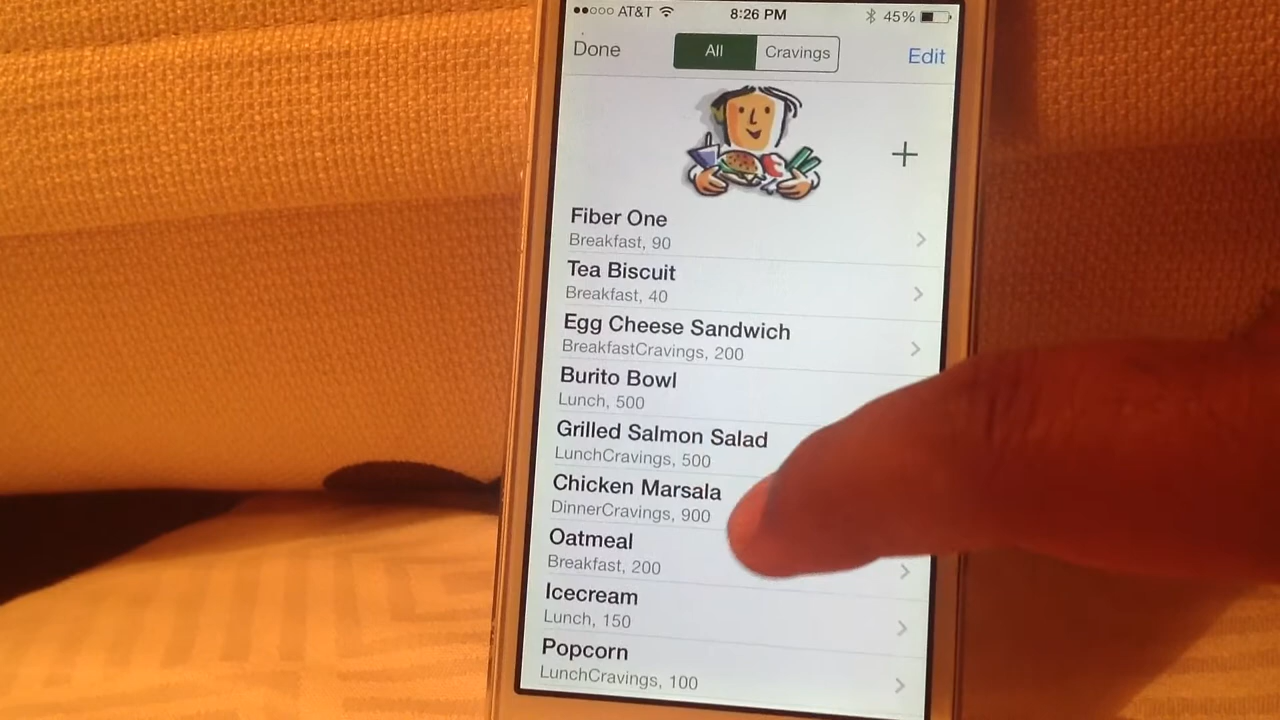 AT&T 8:26 PM 45%
Done All Cravings Edit
Fiber One
Breakfast, 90
Tea Biscuit
Breakfast, 40
Egg Cheese Sandwich
BreakfastCravings, 200
Burito Bowl
Lunch, 500
Grilled Salmon Salad
LunchCravings, 500
Chicken Marsala
DinnerCravings, 900
Oatmeal
Breakfast, 200
Icecream
Lunch, 150
Popcorn
LunchCravings, 100